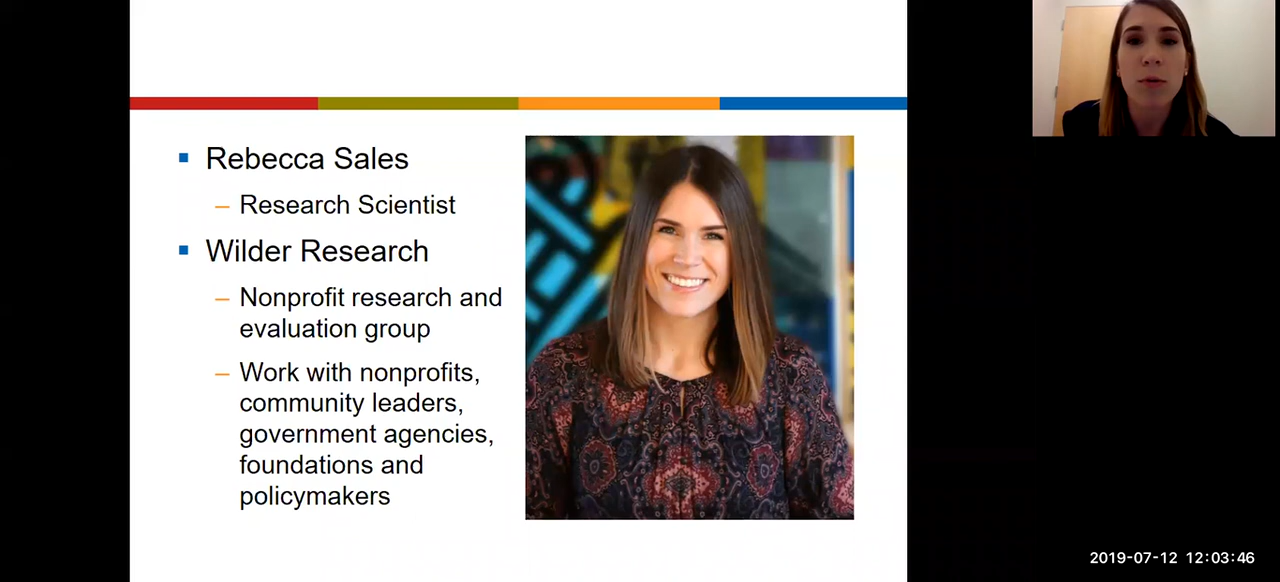 Rebecca Sales
– Research Scientist
Wilder Research
– Nonprofit research and
evaluation group
– Work with nonprofits,
community leaders,
government agencies,
foundations and
policymakers
2019-07-12 12:03:46